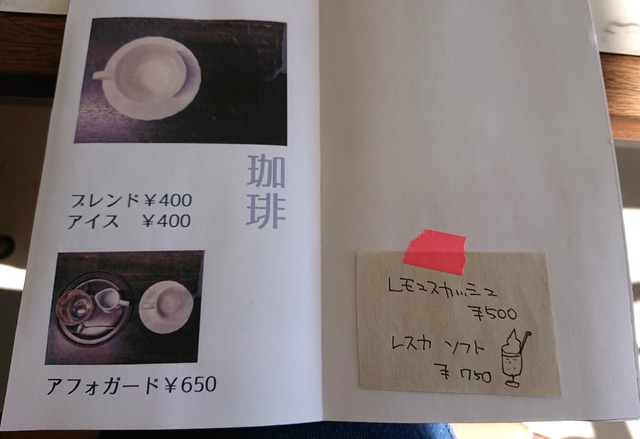 珈琲
ブレンド￥400
アイス ￥400
アフォガード￥650
レモンスカッシュ
￥500
レスカ ソフト
￥750